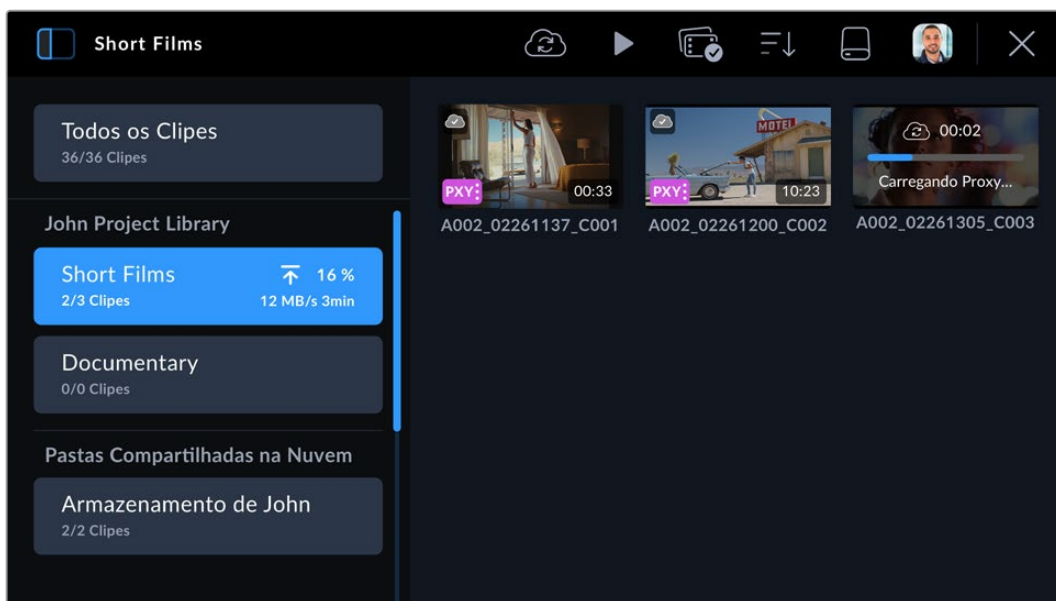 Short Films
Todos os Clipes
36/36 Clipes
John Project Library
Short Films 16 %
2/3 Clipes 12 MB/s 3min
Documentary
0/0 Clipes
Pastas Compartilhadas na Nuvem
Armazenamento de John
2/2 Clipes
MOTEL
PXY 00:33
PXY 10:23
00:02
Carregando Proxy...
A002_02261137_C001
A002_02261200_C002
A002_02261305_C003